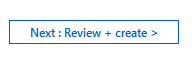 Next : Review + create >